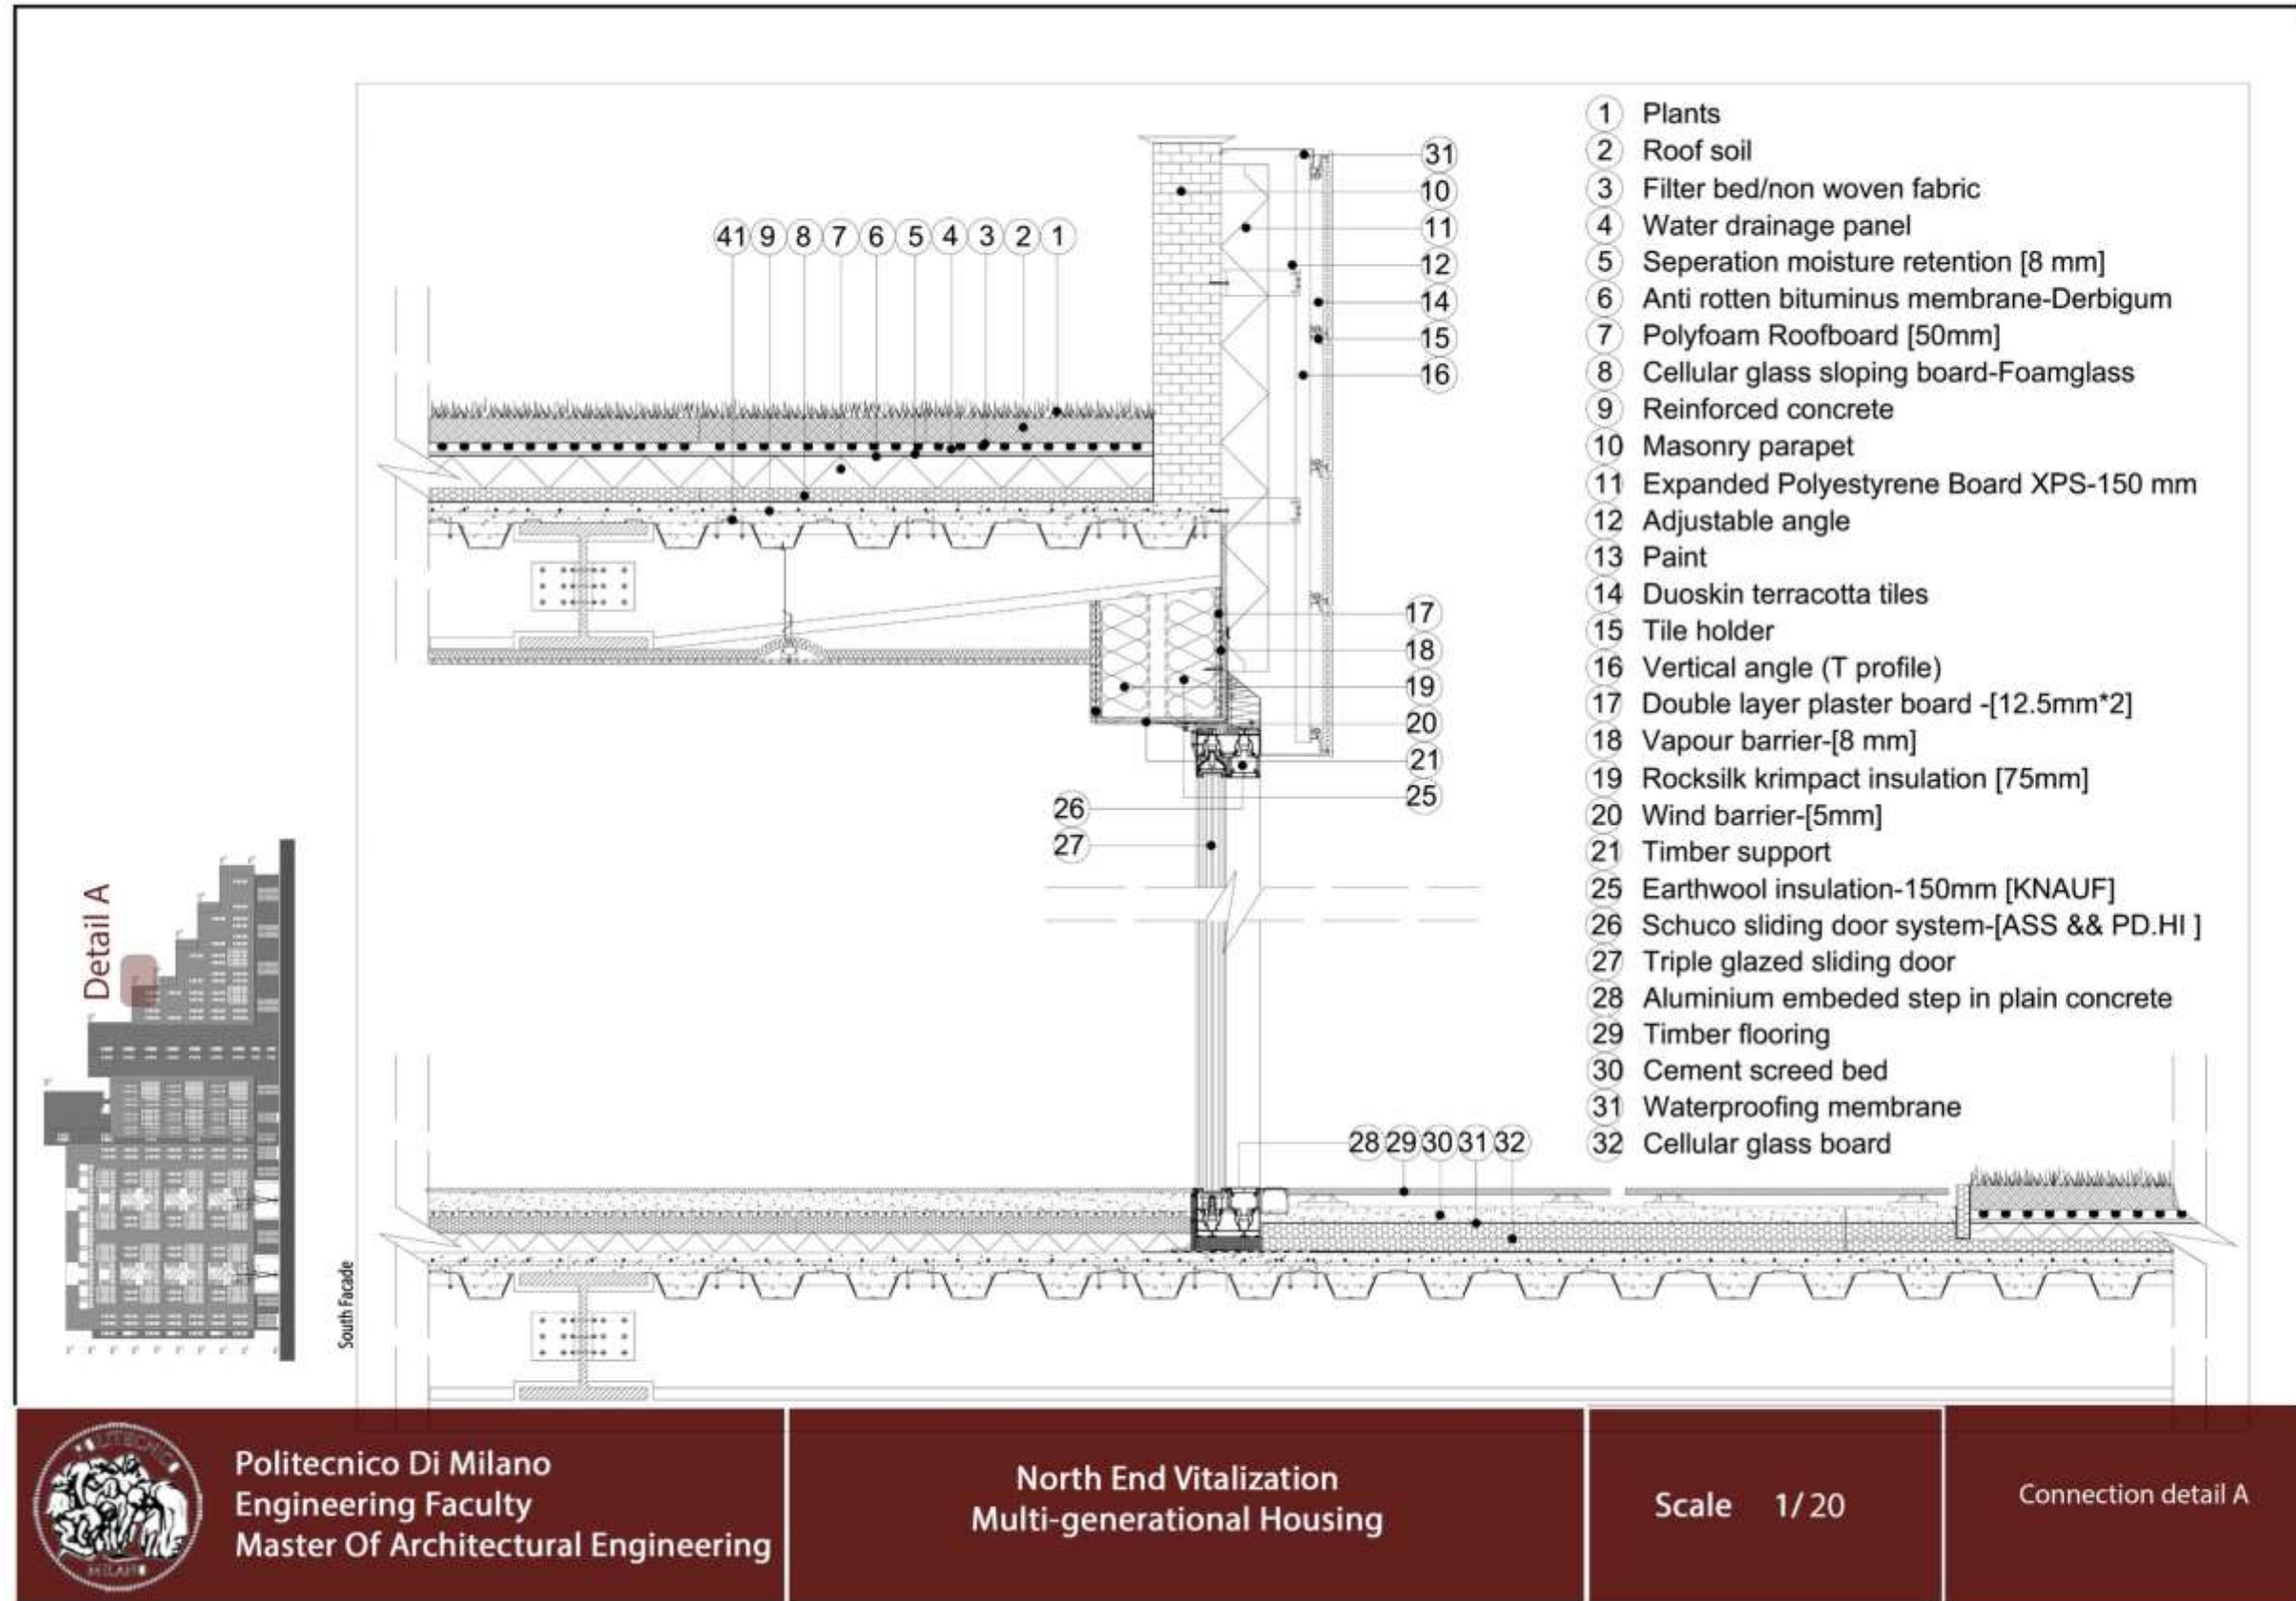 41 9 8 7 6 5 4 3 2 1
31
10
11
12
14
15
16
17
18
19
20
21
25
26
27
28 29 30 31 32
1 Plants
2 Roof soil
3 Filter bed/non woven fabric
4 Water drainage panel
5 Seperation moisture retention [8 mm]
6 Anti rotten bituminus membrane-Derbigum
7 Polyfoam Roofboard [50mm]
8 Cellular glass sloping board-Foamglass
9 Reinforced concrete
10 Masonry parapet
11 Expanded Polyestyrene Board XPS-150 mm
12 Adjustable angle
13 Paint
14 Duoskin terracotta tiles
15 Tile holder
16 Vertical angle (T profile)
17 Double layer plaster board -[12.5mm*2]
18 Vapour barrier-[8 mm]
19 Rocksilk krimpact insulation [75mm]
20 Wind barrier-[5mm]
21 Timber support
25 Earthwool insulation-150mm [KNAUF]
26 Schuco sliding door system-[ASS && PD.HI ]
27 Triple glazed sliding door
28 Aluminium embeded step in plain concrete
29 Timber flooring
30 Cement screed bed
31 Waterproofing membrane
32 Cellular glass board
Detail A
South Facade
POLITECNICO
MILANO
Politecnico Di Milano
Engineering Faculty
Master Of Architectural Engineering
North End Vitalization
Multi-generational Housing
Scale 1/20
Connection detail A